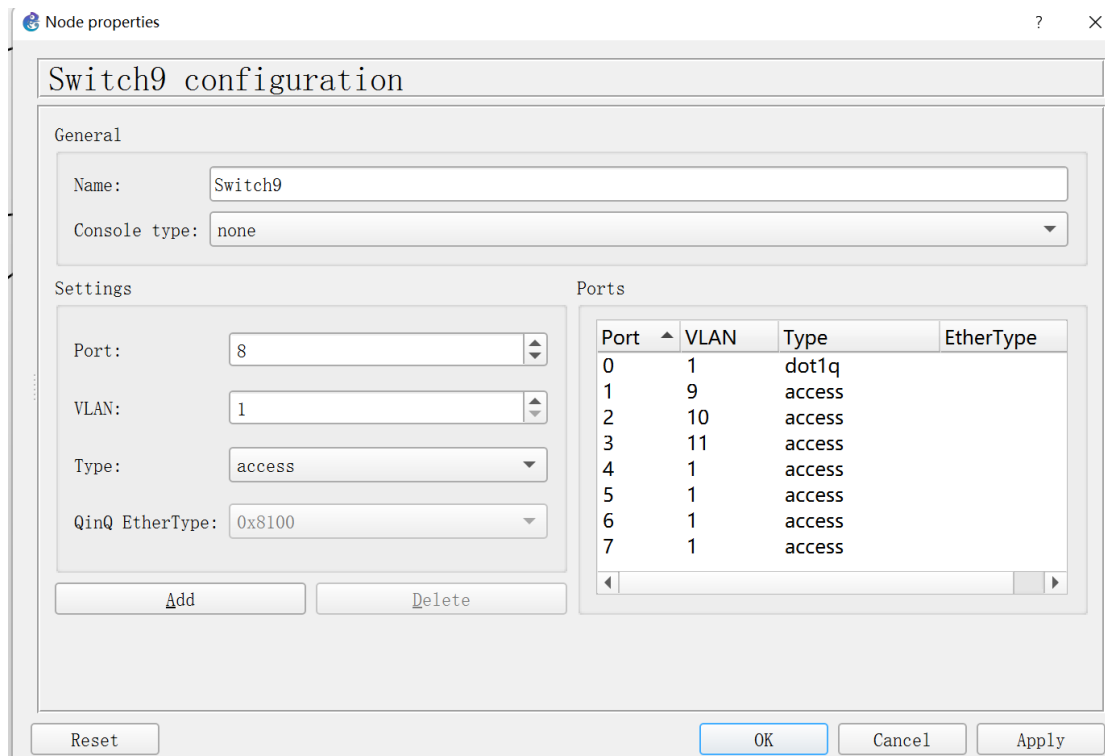 Node properties
Switch9 configuration
General
Name: Switch9
Console type: none
Settings
Port: 8
VLAN: 1
Type: access
QinQ EtherType: 0x8100
Add Delete
Ports
Port VLAN Type EtherType
0 1 dot1q
1 9 access
2 10 access
3 11 access
4 1 access
5 1 access
6 1 access
7 1 access
Reset OK Cancel Apply